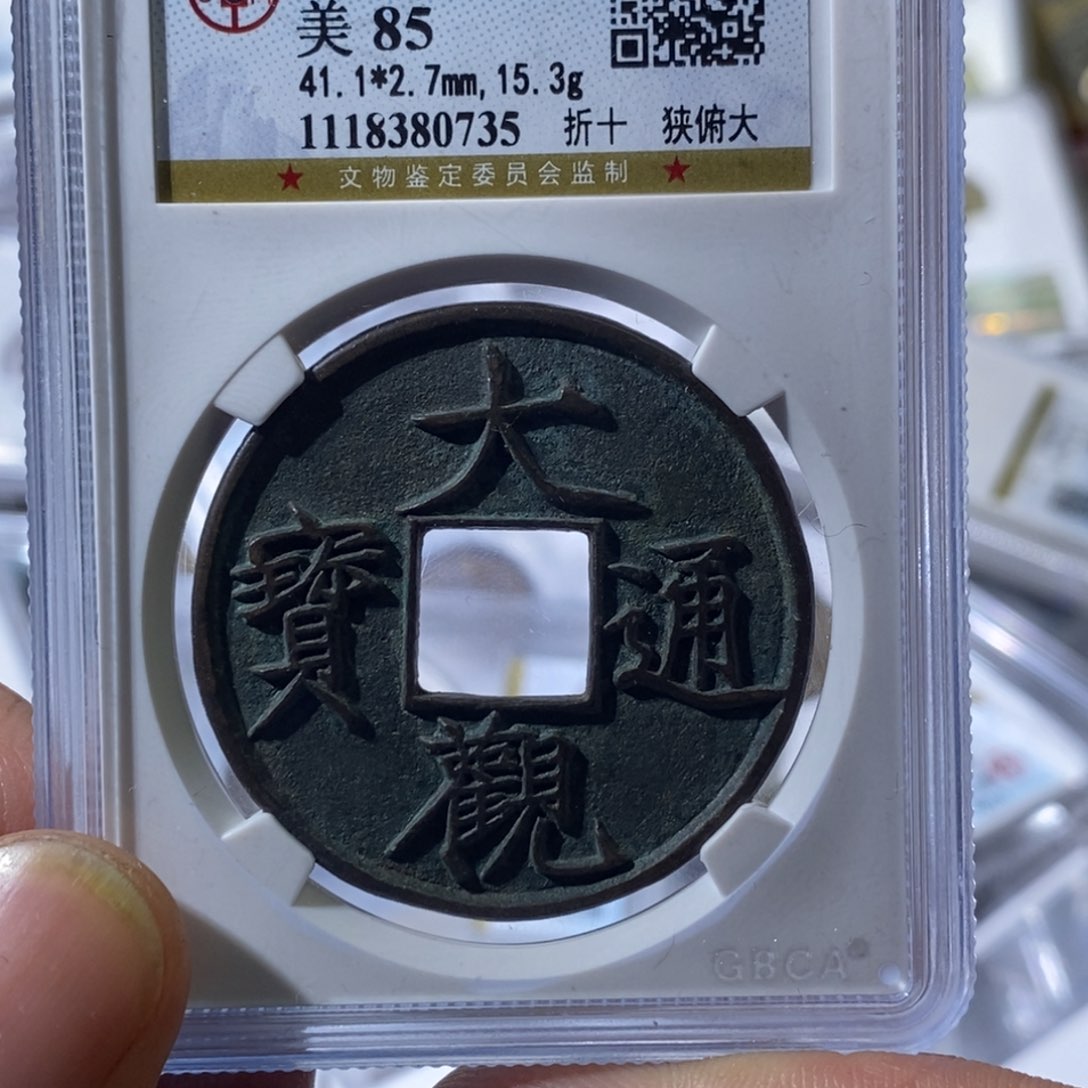 美 85
41.1*2.7mm, 15.3g
1118380735 折十 狭俯大
★ 文物鉴定委员会监制 ★
大
寶 通
觀
GBCA